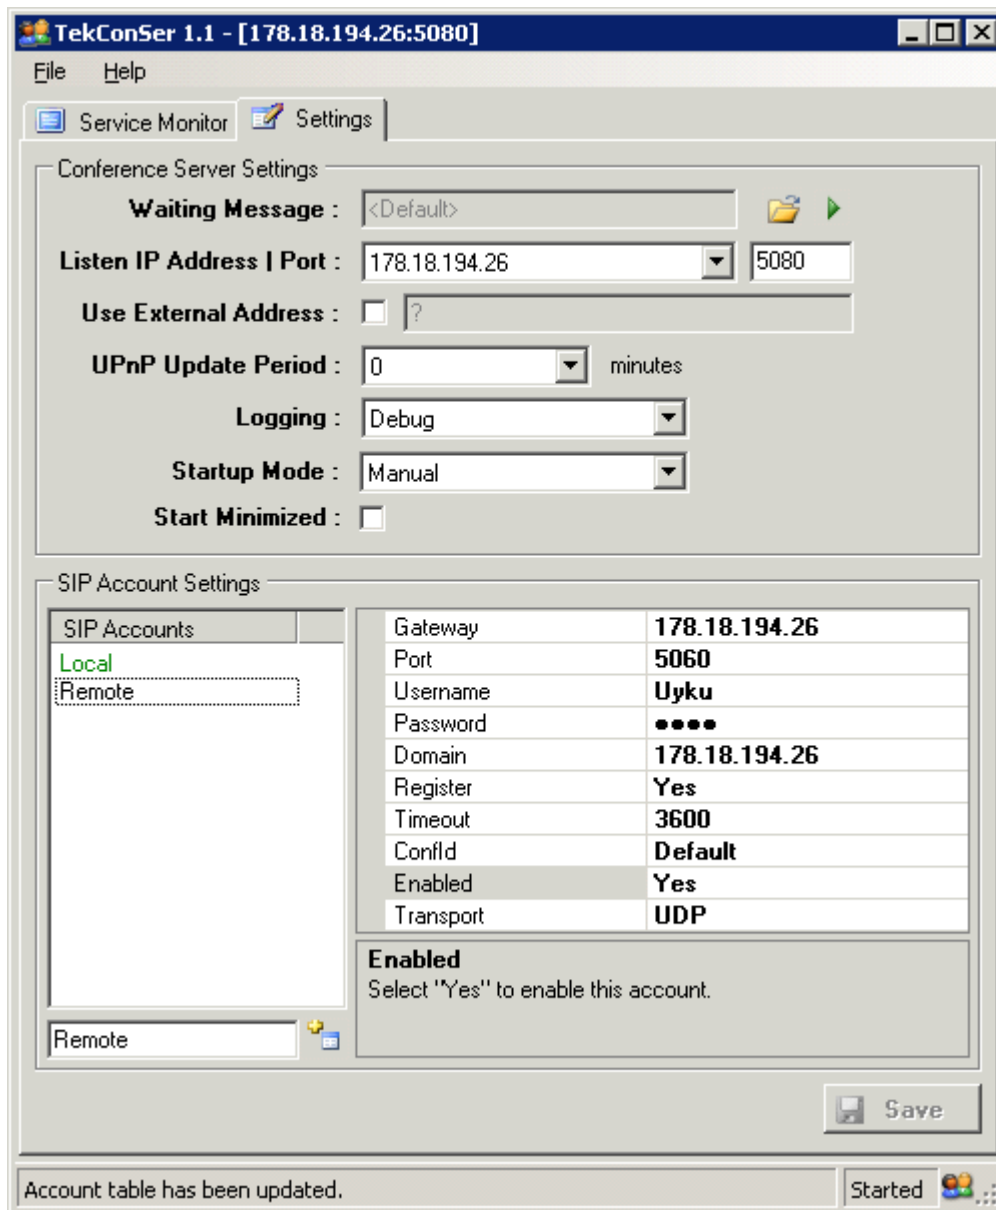 TekConSer 1.1 - [178.18.194.26:5080]
File Help
Service Monitor Settings
Conference Server Settings
Waiting Message : <Default>
Listen IP Address | Port : 178.18.194.26 5080
Use External Address : ?
UPnP Update Period : 0 minutes
Logging : Debug
Startup Mode : Manual
Start Minimized :
SIP Account Settings
SIP Accounts
Local
Remote
Gateway 178.18.194.26
Port 5060
Username Uyku
Password ●●●●
Domain 178.18.194.26
Register Yes
Timeout 3600
ConfId Default
Enabled Yes
Transport UDP
Enabled
Select "Yes" to enable this account.
Remote
Save
Account table has been updated. Started